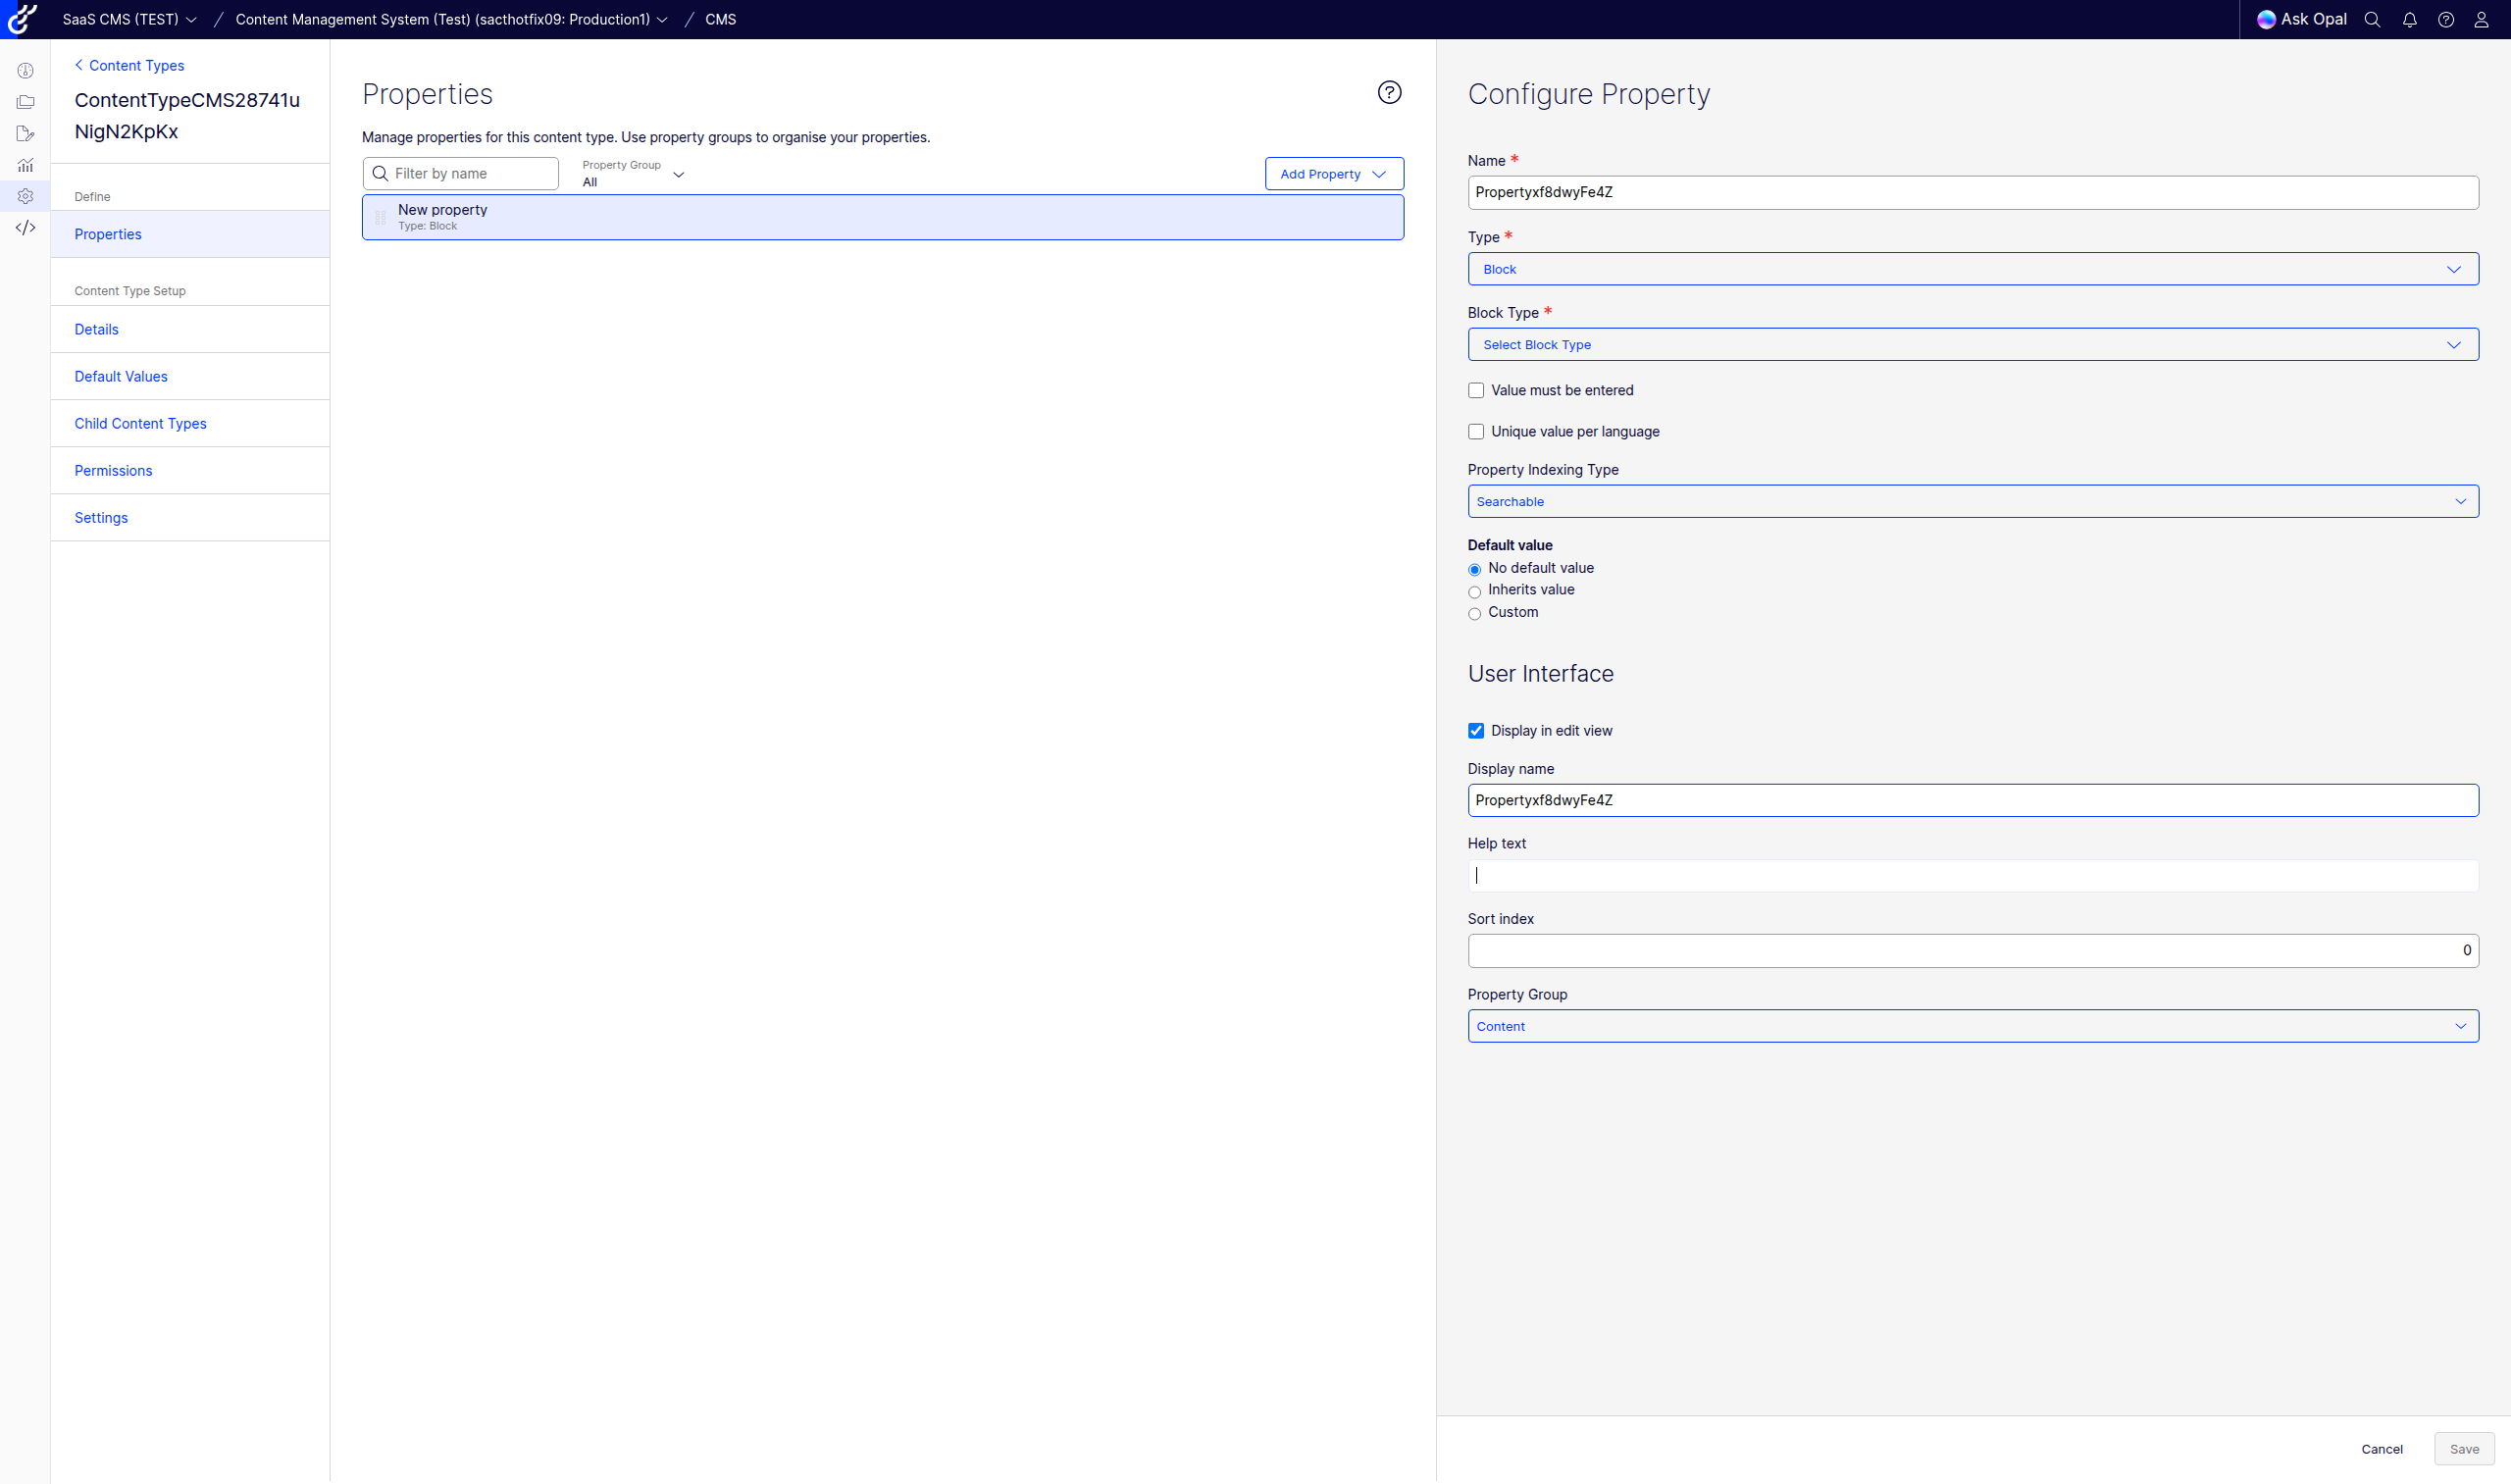 SaaS CMS (TEST) / Content Management System (Test) (sacthotfix09: Production1) / CMS
Ask Opal
Content Types
ContentTypeCMS28741u
NigN2KpKx
Define
Properties
Content Type Setup
Details
Default Values
Child Content Types
Permissions
Settings
Properties
Manage properties for this content type. Use property groups to organise your properties.
Filter by name
Property Group
All
Add Property
New property
Type: Block
Configure Property
Name *
Propertyxf8dwyFe4Z
Type *
Block
Block Type *
Select Block Type
Value must be entered
Unique value per language
Property Indexing Type
Searchable
Default value
No default value
Inherits value
Custom
User Interface
Display in edit view
Display name
Propertyxf8dwyFe4Z
Help text
Sort index
0
Property Group
Content
Cancel
Save